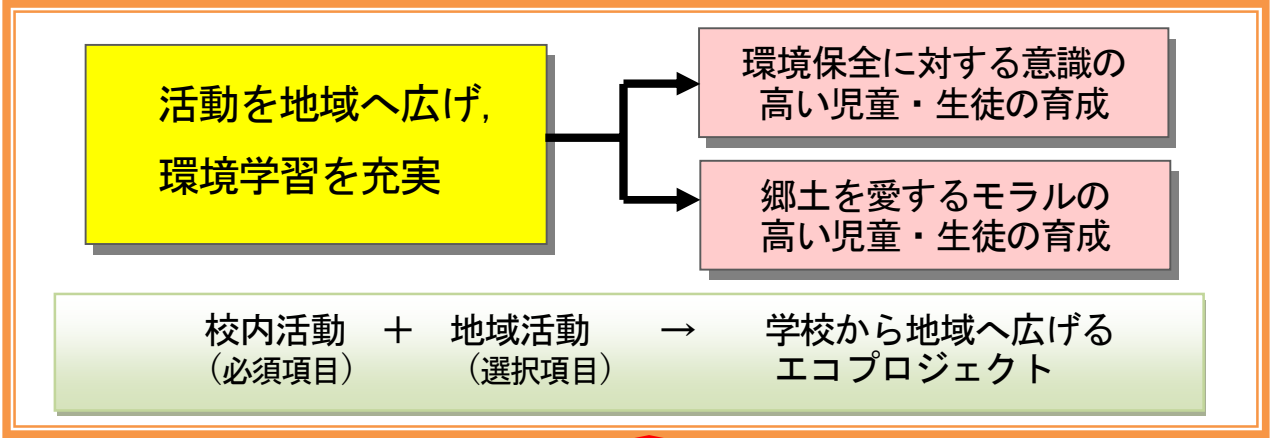 活動を地域へ広げ,
環境学習を充実
環境保全に対する意識の
高い児童・生徒の育成
郷土を愛するモラルの
高い児童・生徒の育成
校内活動 ＋ 地域活動 → 学校から地域へ広げる
（必須項目） （選択項目） エコプロジェクト